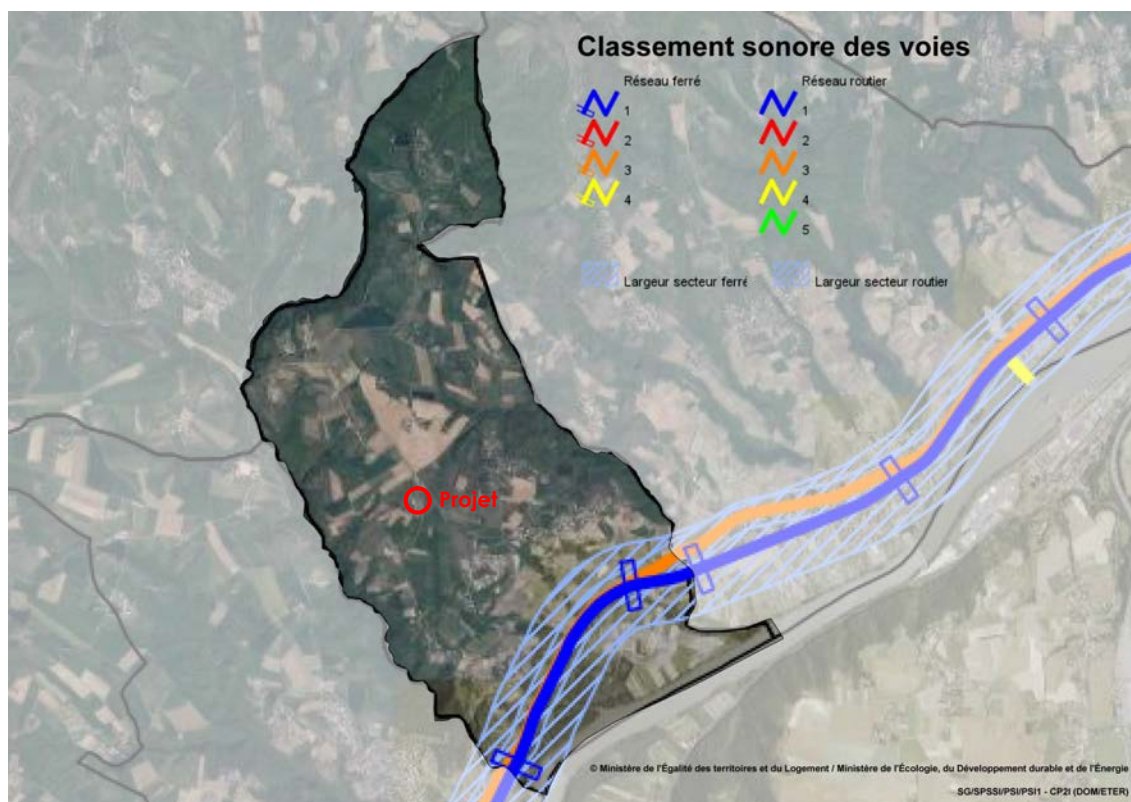 Classement sonore des voies
Réseau ferré
1
2
3
4
Réseau routier
1
2
3
4
5
Largeur secteur ferré
Largeur secteur routier
Projet
© Ministère de l'Égalité des territoires et du Logement / Ministère de l'Écologie, du Développement durable et de l'Énergie
SG/SPSSI/PSI/PSI1 - CP2I (DOM/ETER)